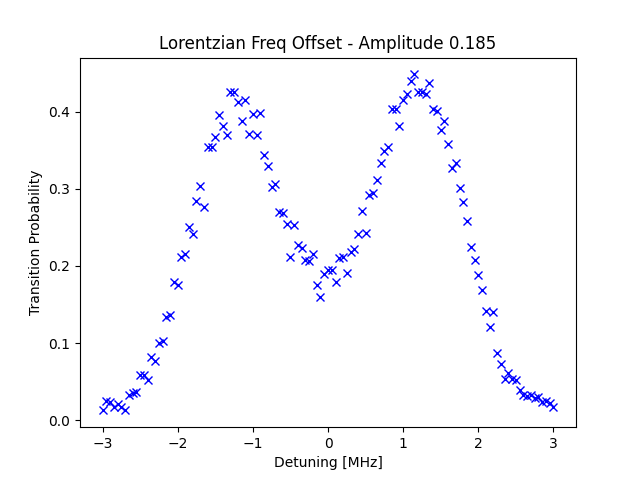 Lorentzian Freq Offset - Amplitude 0.185
Transition Probability
0.4
0.3
0.2
0.1
0.0
−3 −2 −1 0 1 2 3
Detuning [MHz]